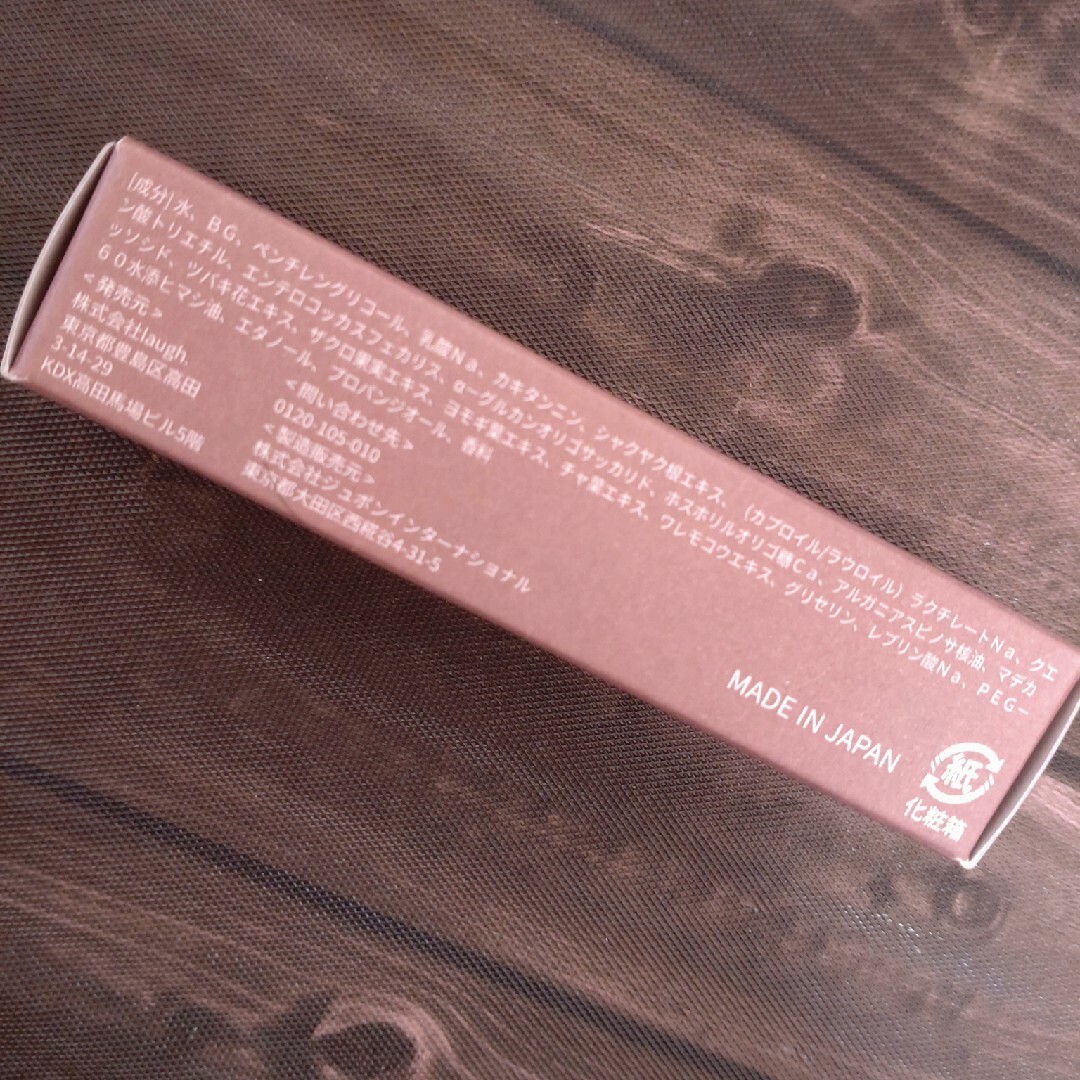 [成分] 水、ＢＧ、ペンチレングリコール、乳酸Ｎａ、カキタンニン、シャクヤク根エキス、（カプロイル/ラウロイル）ラクチレートＮａ、クエ
ン酸トリエチル、エンテロコッカスフェカリス、α－グルカンオリゴサッカリド、ホスホリルオリゴ糖Ｃａ、アルガニアスピノサ核油、マデカ
ッソシド、ツバキ花エキス、ザクロ果実エキス、ヨモギ葉エキス、チャ葉エキス、ワレモコウエキス、グリセリン、レブリン酸Ｎａ、ＰＥＧ－
６０水添ヒマシ油、エタノール、プロパンジオール、香料
＜発売元＞
株式会社laugh.
東京都豊島区高田
3-14-29
KDX高田馬場ビル5階
＜問い合わせ先＞
0120-105-010
＜製造販売元＞
株式会社ジュポンインターナショナル
東京都大田区西糀谷4-31-5
MADE IN JAPAN
紙
化粧箱